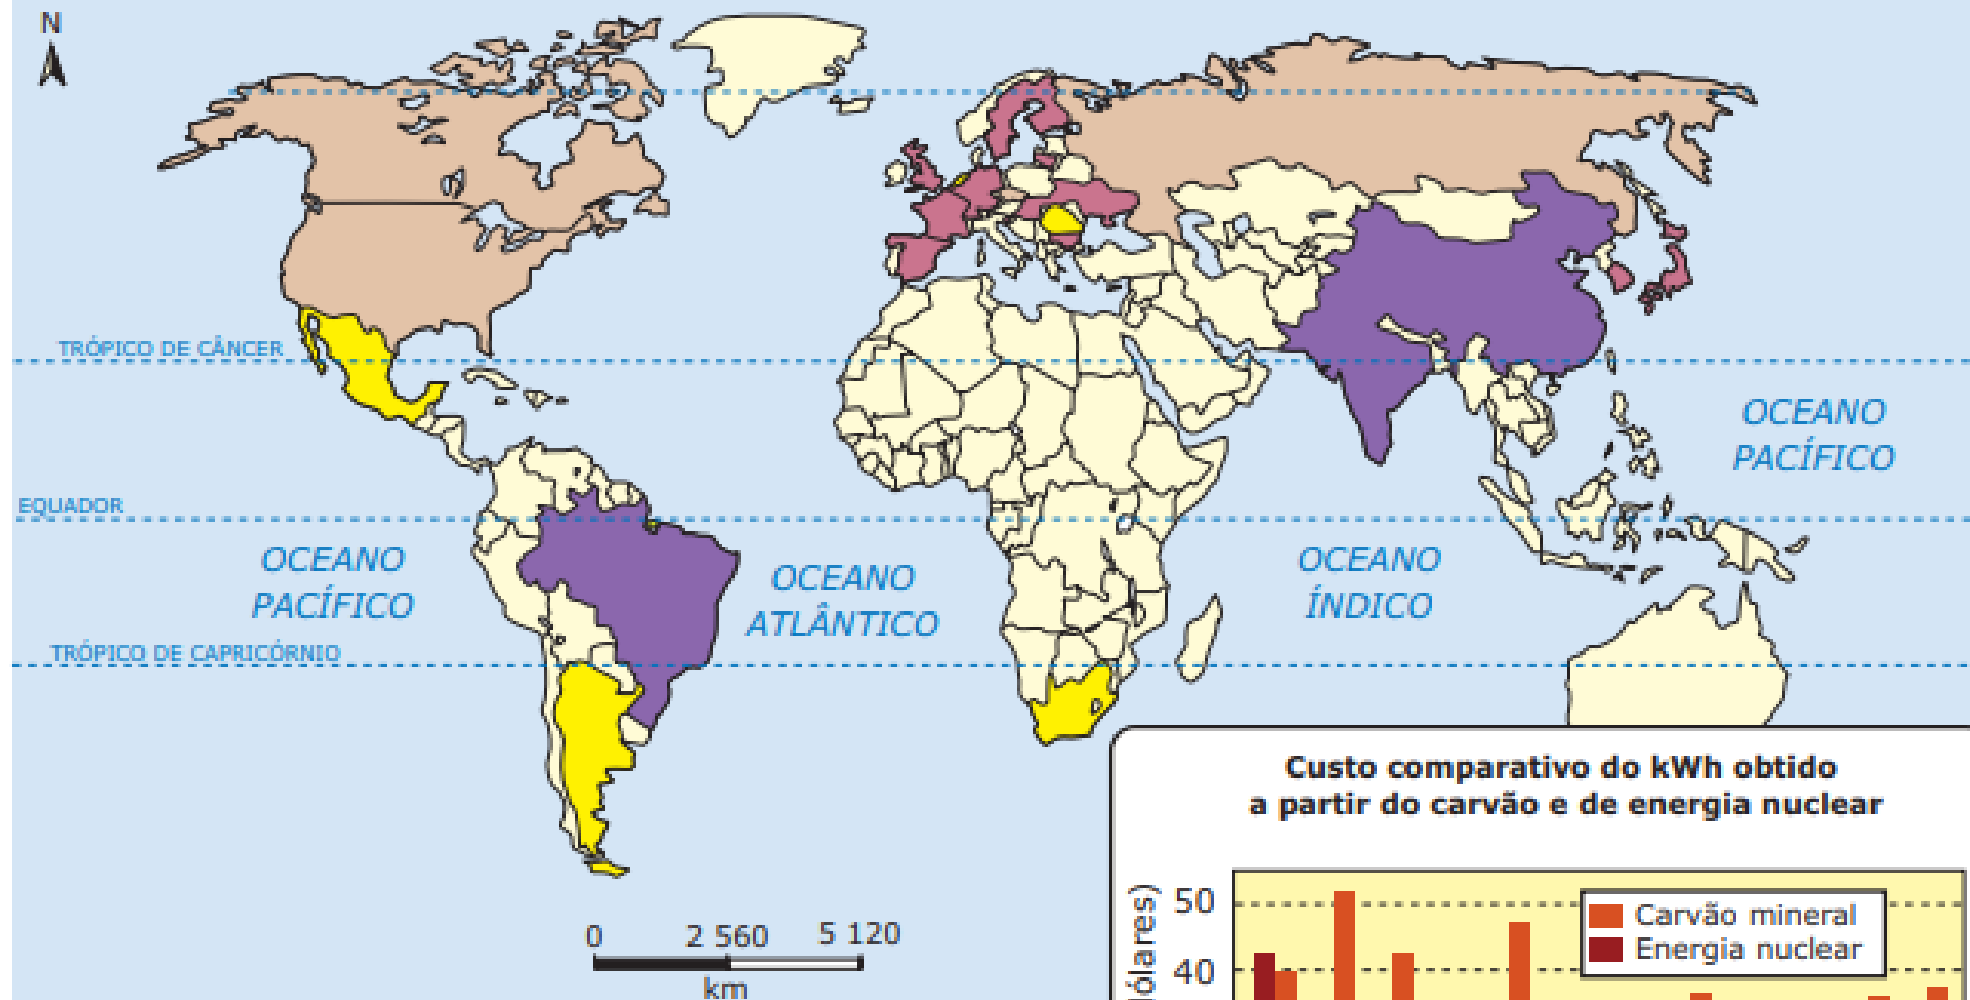 N
TRÓPICO DE CÂNCER
OCEANO
PACÍFICO
EQUADOR
OCEANO
PACÍFICO
OCEANO
ATLÂNTICO
OCEANO
ÍNDICO
TRÓPICO DE CAPRICÓRNIO
Custo comparativo do kWh obtido
a partir do carvão e de energia nuclear
50
40
Carvão mineral
Energia nuclear
0 2 560 5 120
km